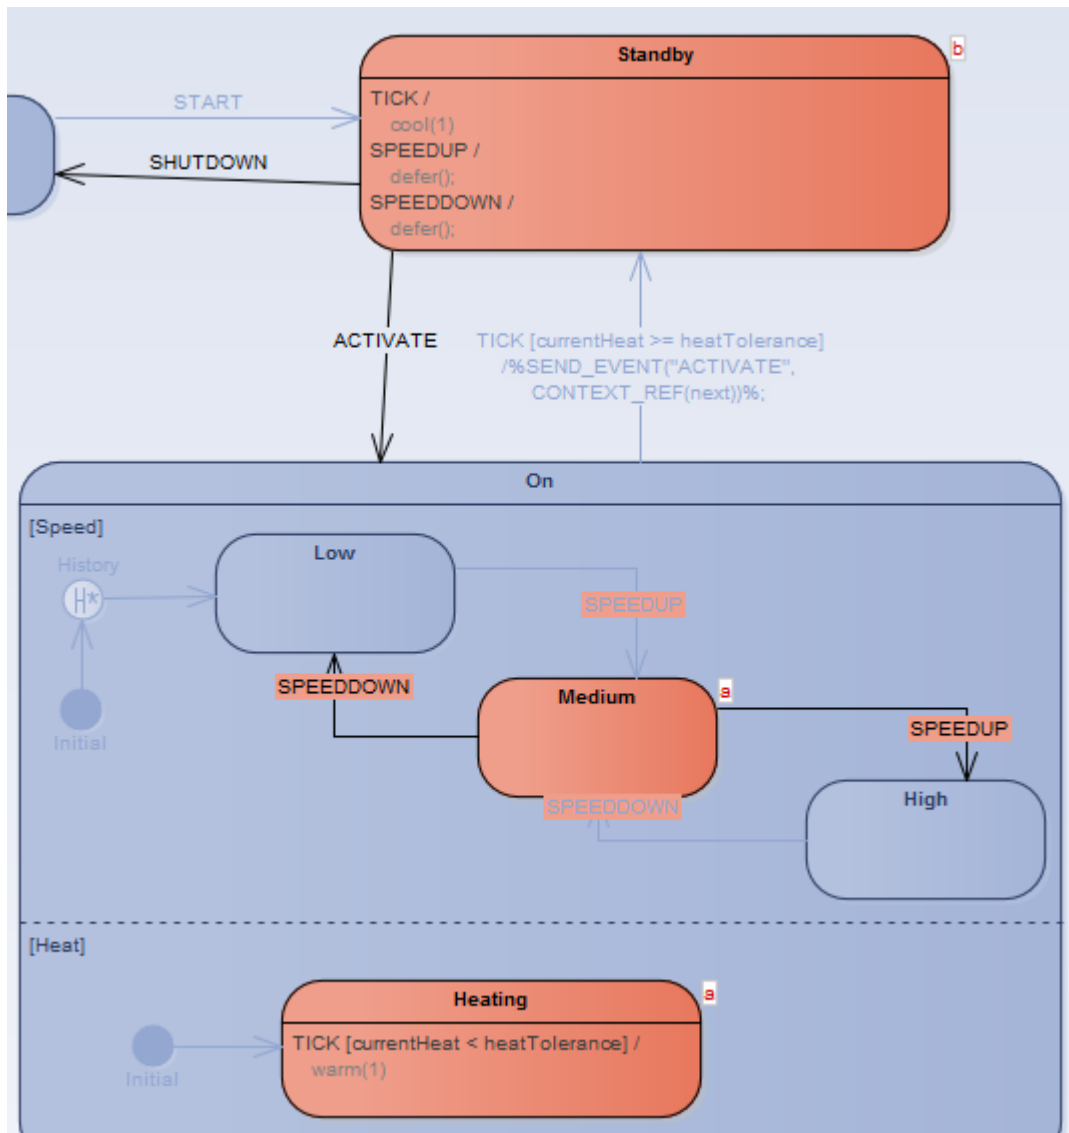 Standby
b
TICK /
cool(1)
SPEEDUP /
defer();
SPEEDDOWN /
defer();
START
SHUTDOWN
ACTIVATE
TICK [currentHeat >= heatTolerance]
/%SEND_EVENT("ACTIVATE",
CONTEXT_REF(next))%;
On
[Speed]
History
H*
Low
SPEEDUP
SPEEDDOWN
Initial
Medium
a
SPEEDUP
SPEEDDOWN
High
[Heat]
Heating
a
TICK [currentHeat < heatTolerance] /
warm(1)
Initial